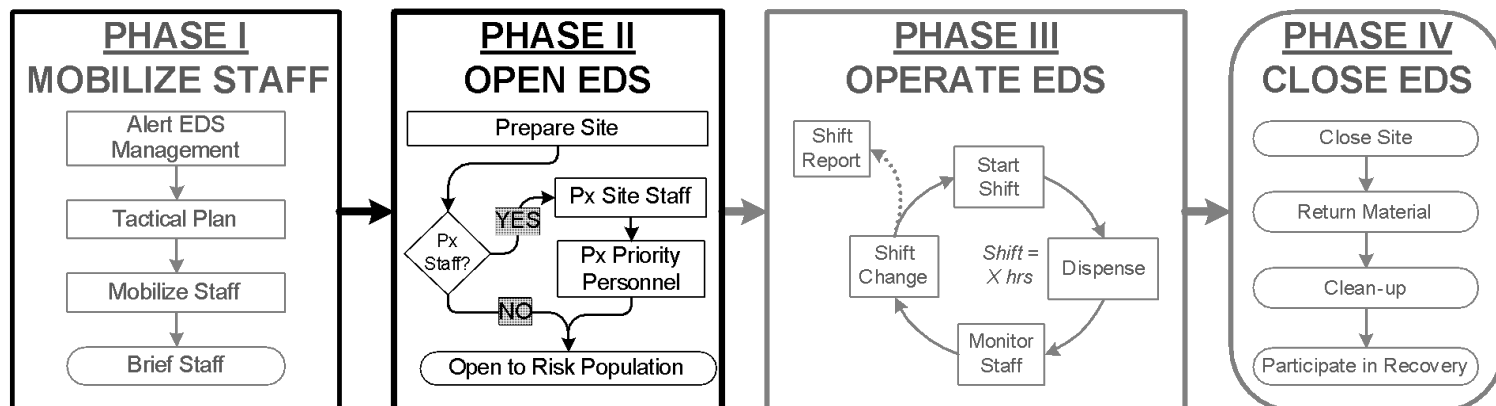 PHASE I
MOBILIZE STAFF
Alert EDS
Management
Tactical Plan
Mobilize Staff
Brief Staff
PHASE II
OPEN EDS
Prepare Site
Px
Staff?
YES
Px Site Staff
Px Priority
Personnel
NO
Open to Risk Population
PHASE III
OPERATE EDS
Shift
Report
Start
Shift
Shift
Change
Shift =
X hrs
Dispense
Monitor
Staff
PHASE IV
CLOSE EDS
Close Site
Return Material
Clean-up
Participate in Recovery